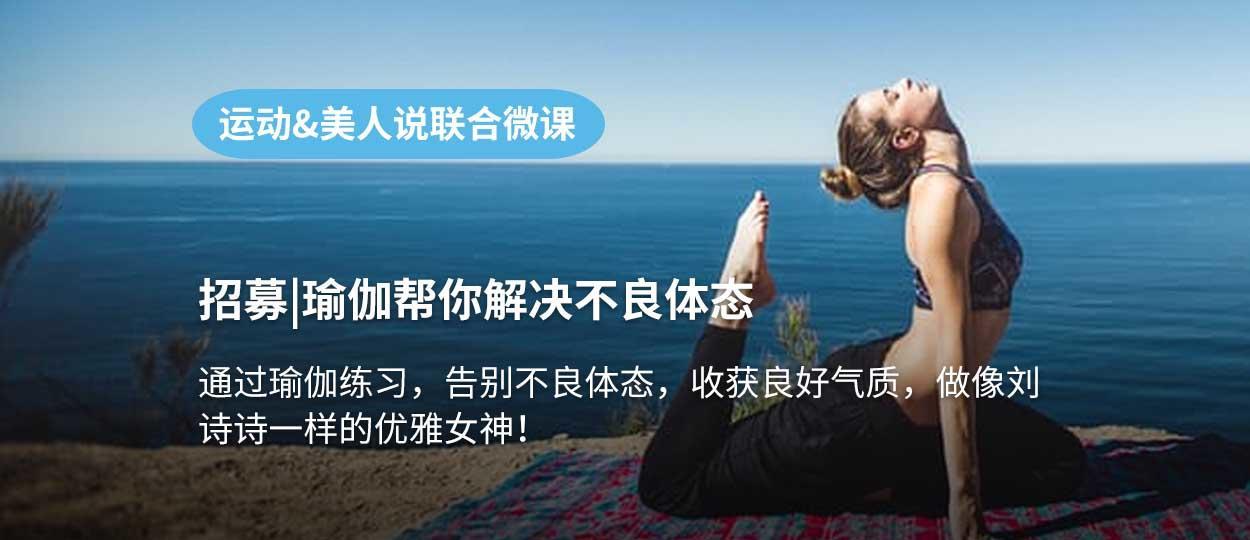 运动&美人说联合微课
招募|瑜伽帮你解决不良体态
通过瑜伽练习，告别不良体态，收获良好气质，做像刘
诗诗一样的优雅女神！